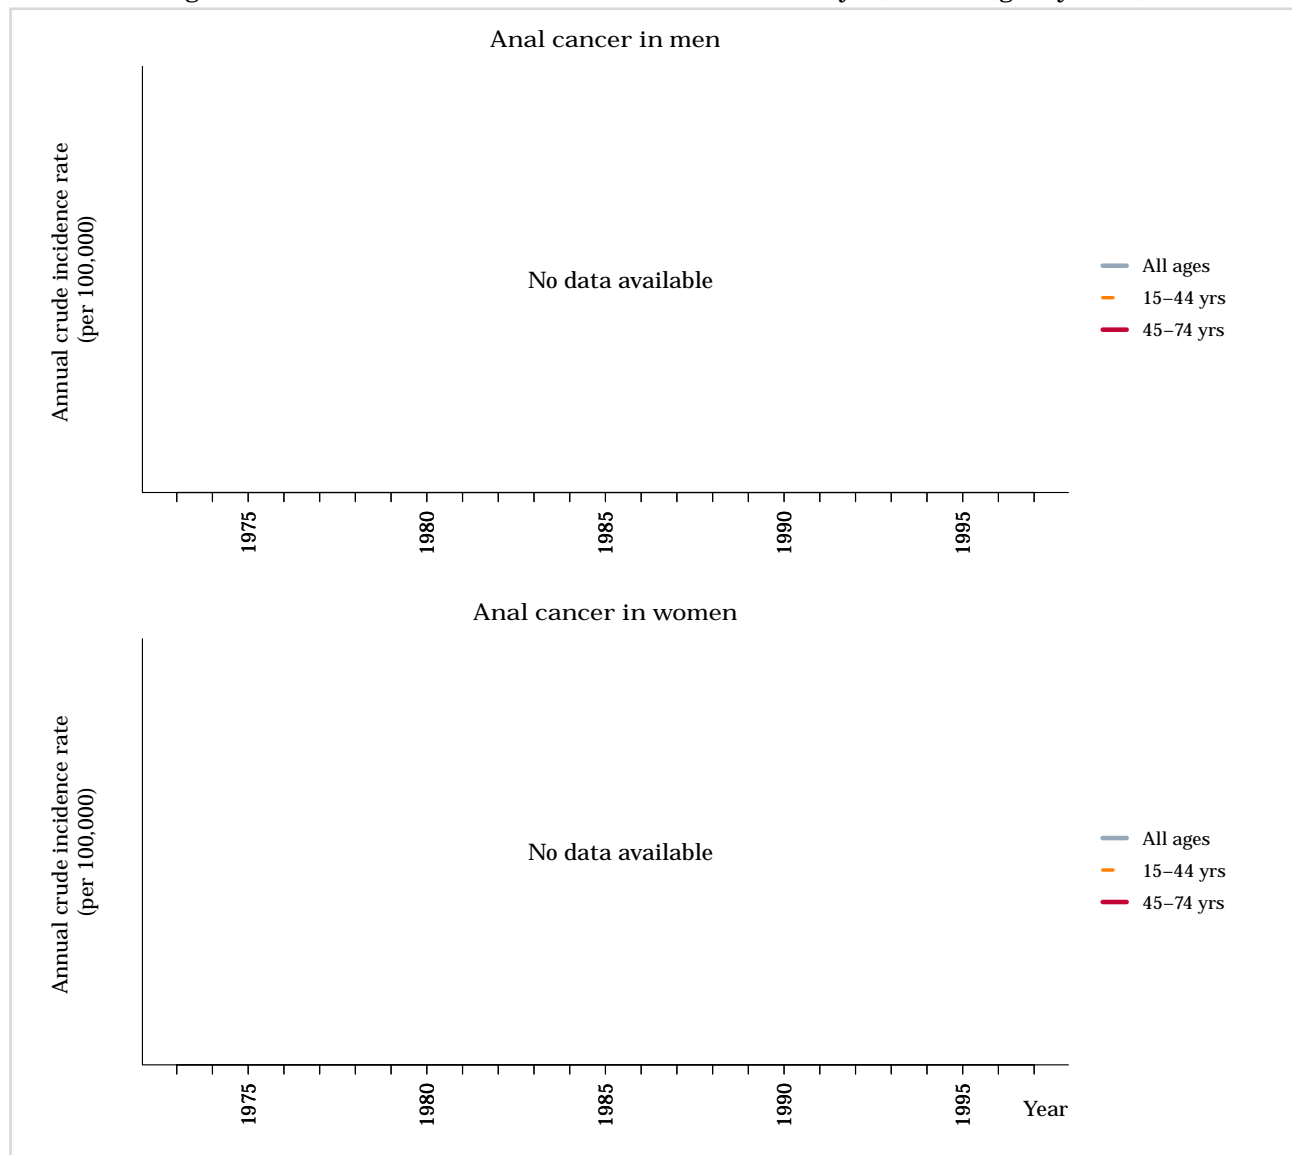 Anal cancer in men
Annual crude incidence rate
(per 100,000)
No data available
All ages
15–44 yrs
45–74 yrs
1975
1980
1985
1990
1995
Anal cancer in women
Annual crude incidence rate
(per 100,000)
No data available
All ages
15–44 yrs
45–74 yrs
1975
1980
1985
1990
1995
Year